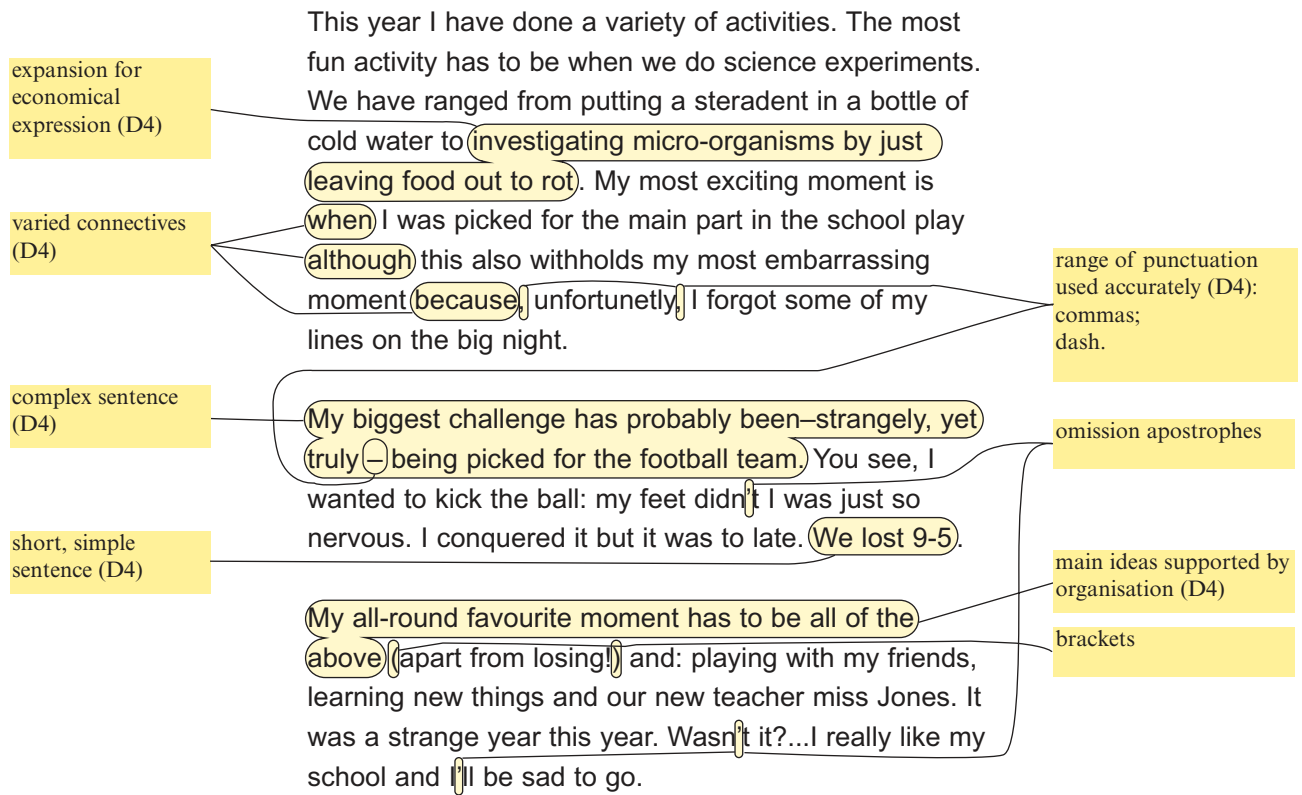 This year I have done a variety of activities. The most
fun activity has to be when we do science experiments.
We have ranged from putting a steradent in a bottle of
cold water to investigating micro-organisms by just
leaving food out to rot. My most exciting moment is
when I was picked for the main part in the school play
although this also withholds my most embarrassing
moment because, unfortunetly, I forgot some of my
lines on the big night.
My biggest challenge has probably been–strangely, yet
truly – being picked for the football team. You see, I
wanted to kick the ball: my feet didn't I was just so
nervous. I conquered it but it was to late. We lost 9-5.
My all-round favourite moment has to be all of the
above (apart from losing!) and: playing with my friends,
learning new things and our new teacher miss Jones. It
was a strange year this year. Wasn't it?...I really like my
school and I'll be sad to go.
expansion for
economical
expression (D4)
varied connectives
(D4)
complex sentence
(D4)
short, simple
sentence (D4)
range of punctuation
used accurately (D4):
commas;
dash.
omission apostrophes
main ideas supported by
organisation (D4)
brackets